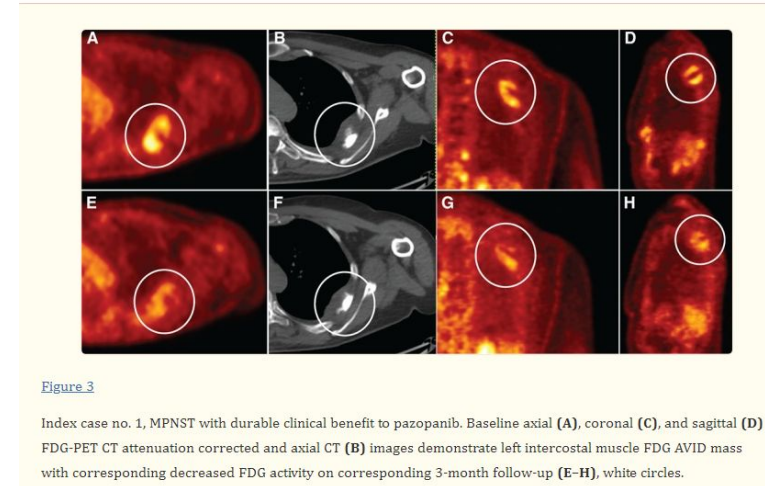 A B C D
E F G H
Figure 3
Index case no. 1, MPNST with durable clinical benefit to pazopanib. Baseline axial (A), coronal (C), and sagittal (D)
FDG-PET CT attenuation corrected and axial CT (B) images demonstrate left intercostal muscle FDG AVID mass
with corresponding decreased FDG activity on corresponding 3-month follow-up (E–H), white circles.